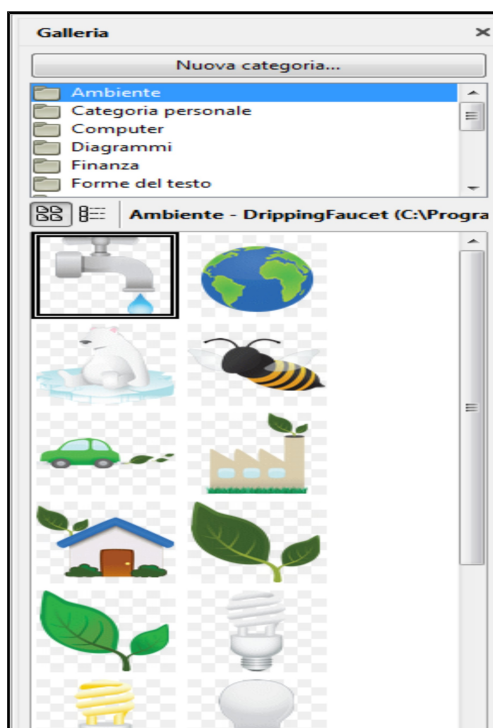 Galleria
Nuova categoria...
Ambiente
Categoria personale
Computer
Diagrammi
Finanza
Forme del testo
Ambiente - DrippingFaucet (C:\Progra